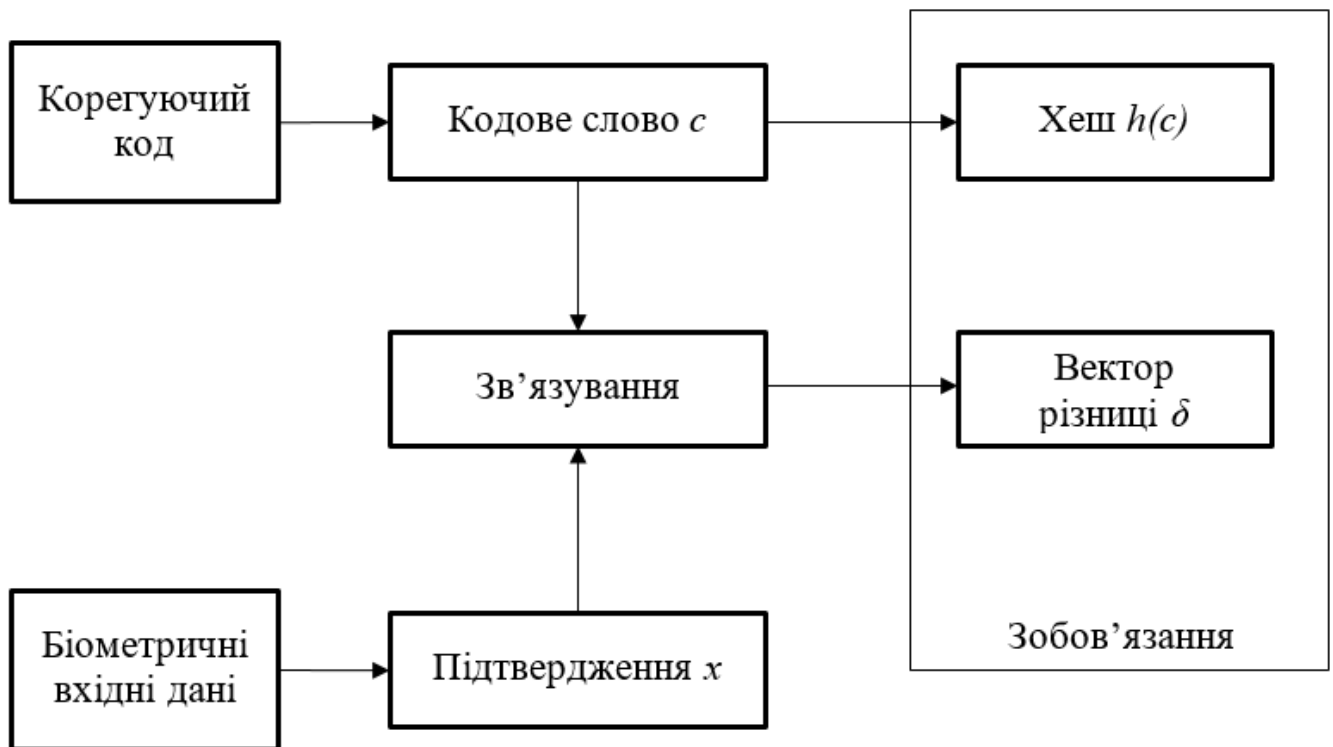 Корегуючий
код
Кодове слово c
Хеш h(c)
Зв’язування
Вектор
різниці δ
Біометричні
вхідні дані
Підтвердження x
Зобов’язання